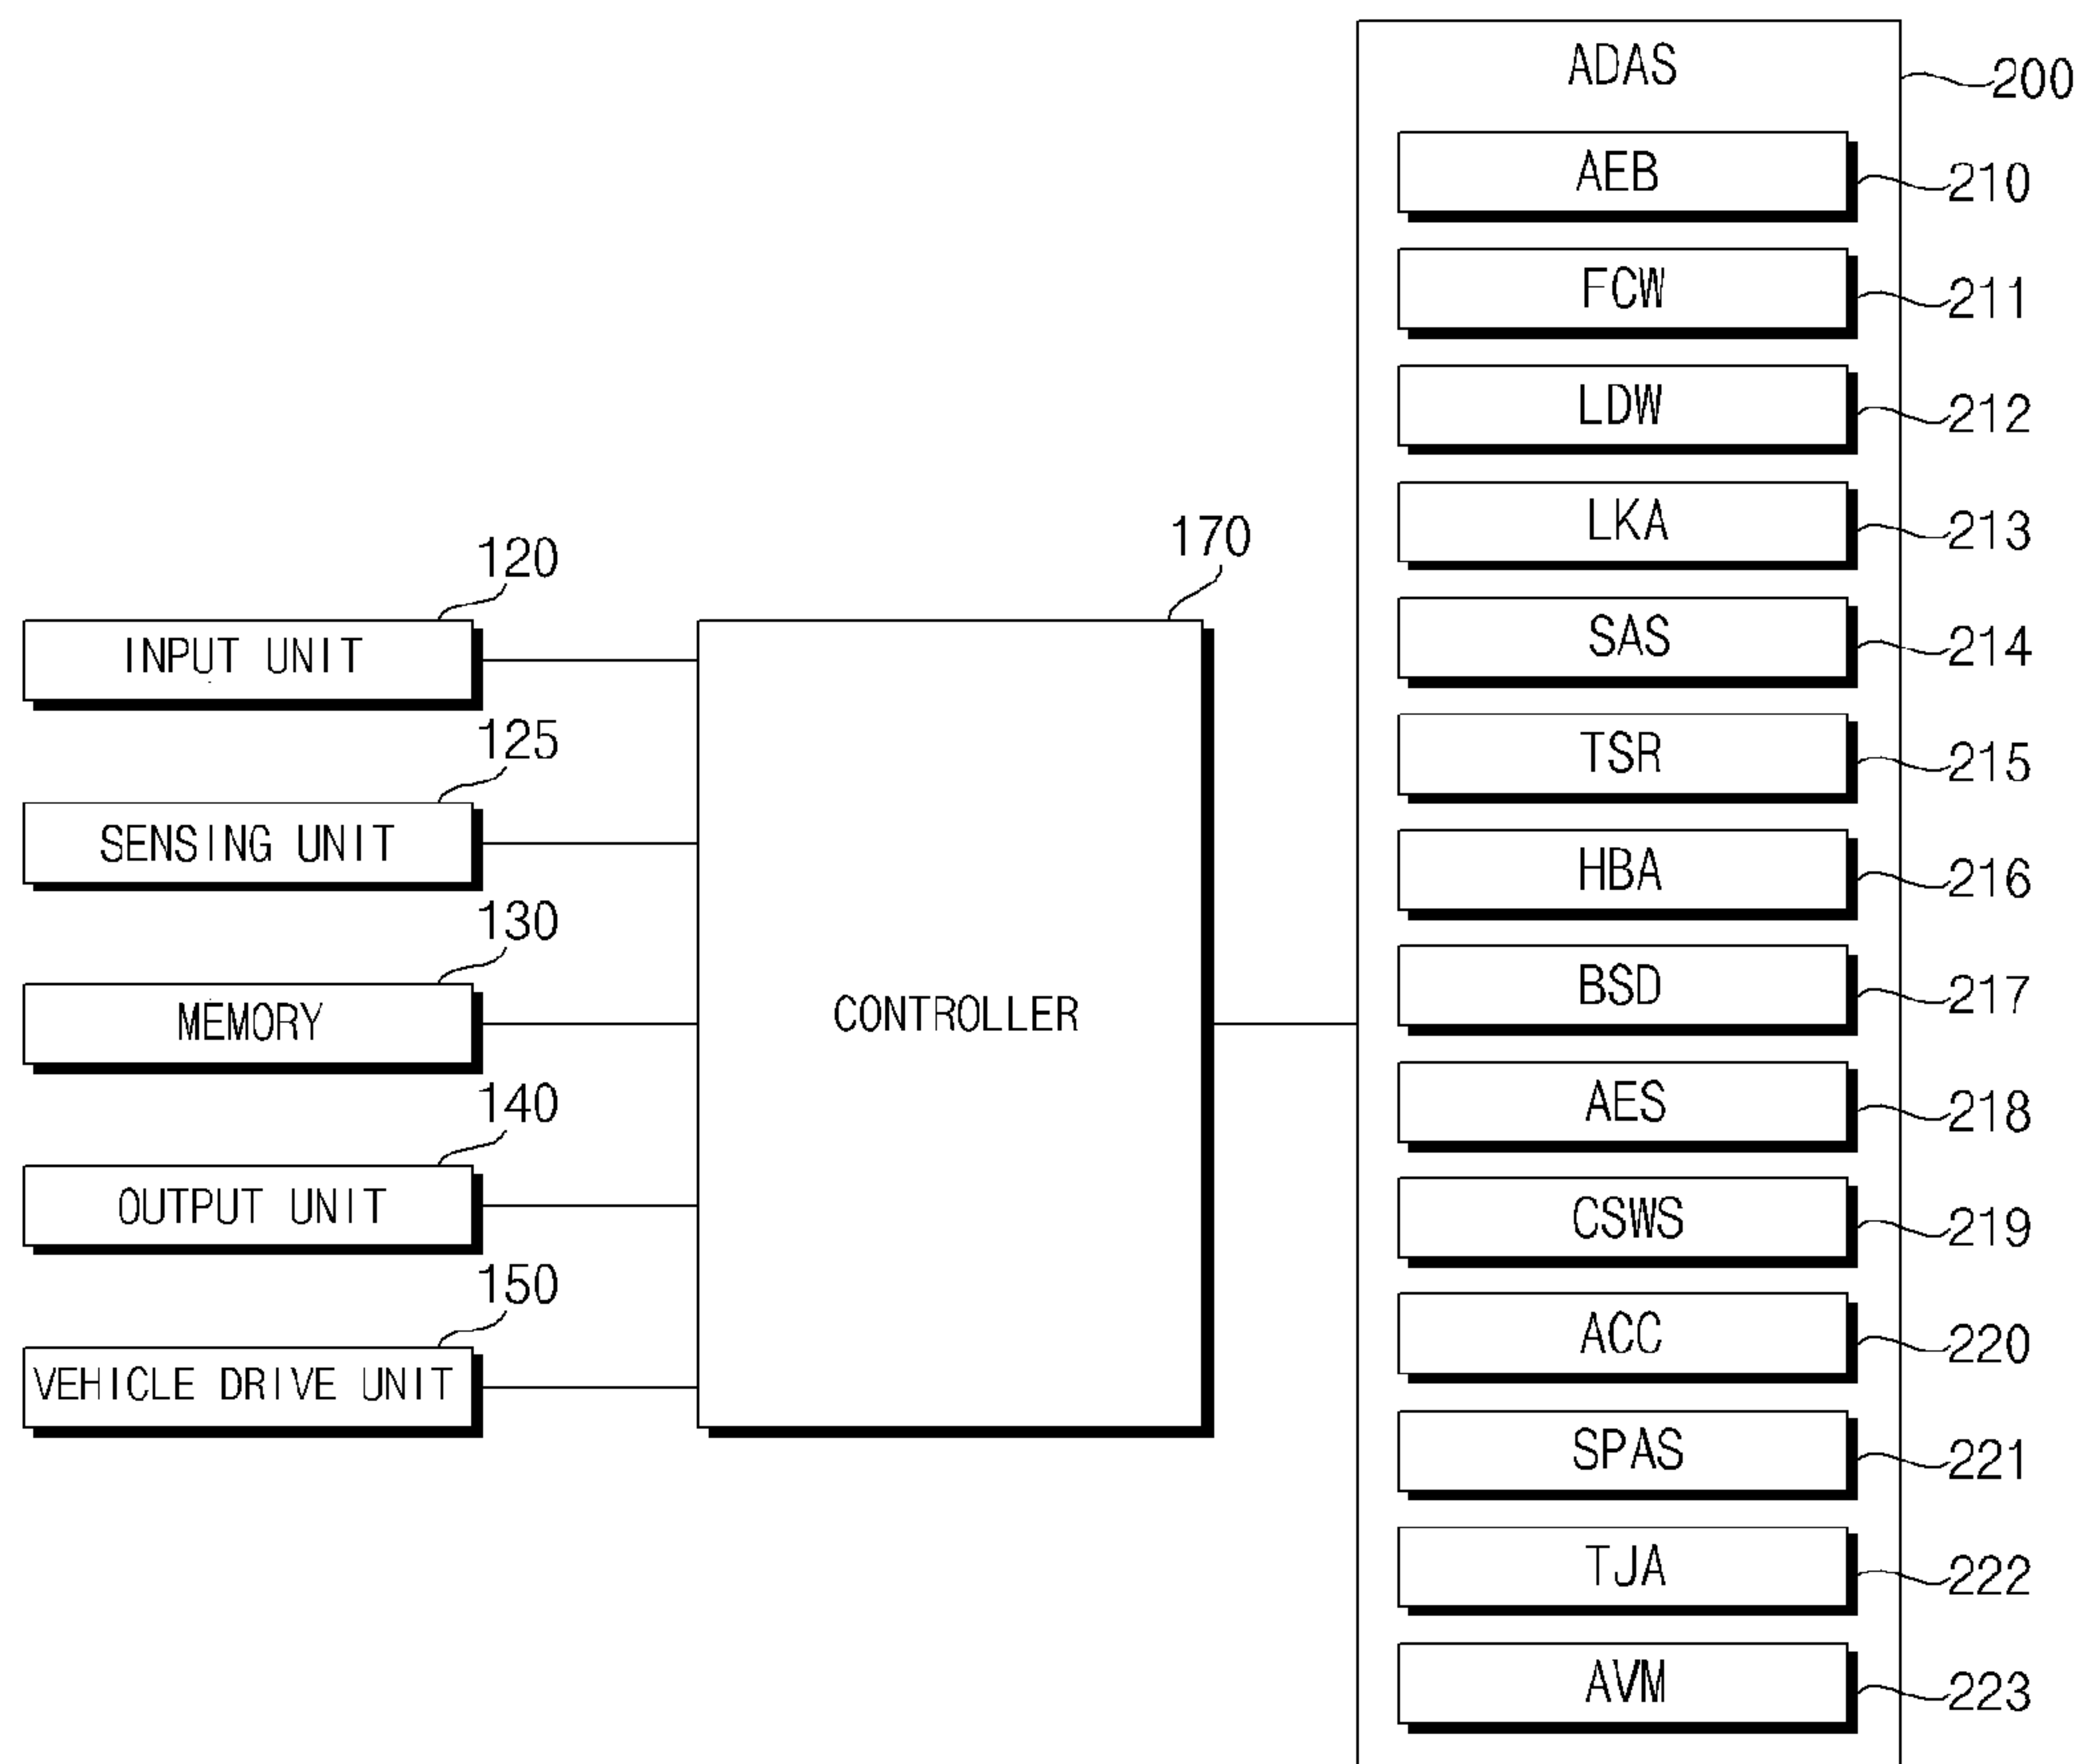 120
INPUT UNIT
125
SENSING UNIT
130
MEMORY
140
OUTPUT UNIT
150
VEHICLE DRIVE UNIT
170
CONTROLLER
ADAS
200
AEB
210
FCW
211
LDW
212
LKA
213
SAS
214
TSR
215
HBA
216
BSD
217
AES
218
CSWS
219
ACC
220
SPAS
221
TJA
222
AVM
223